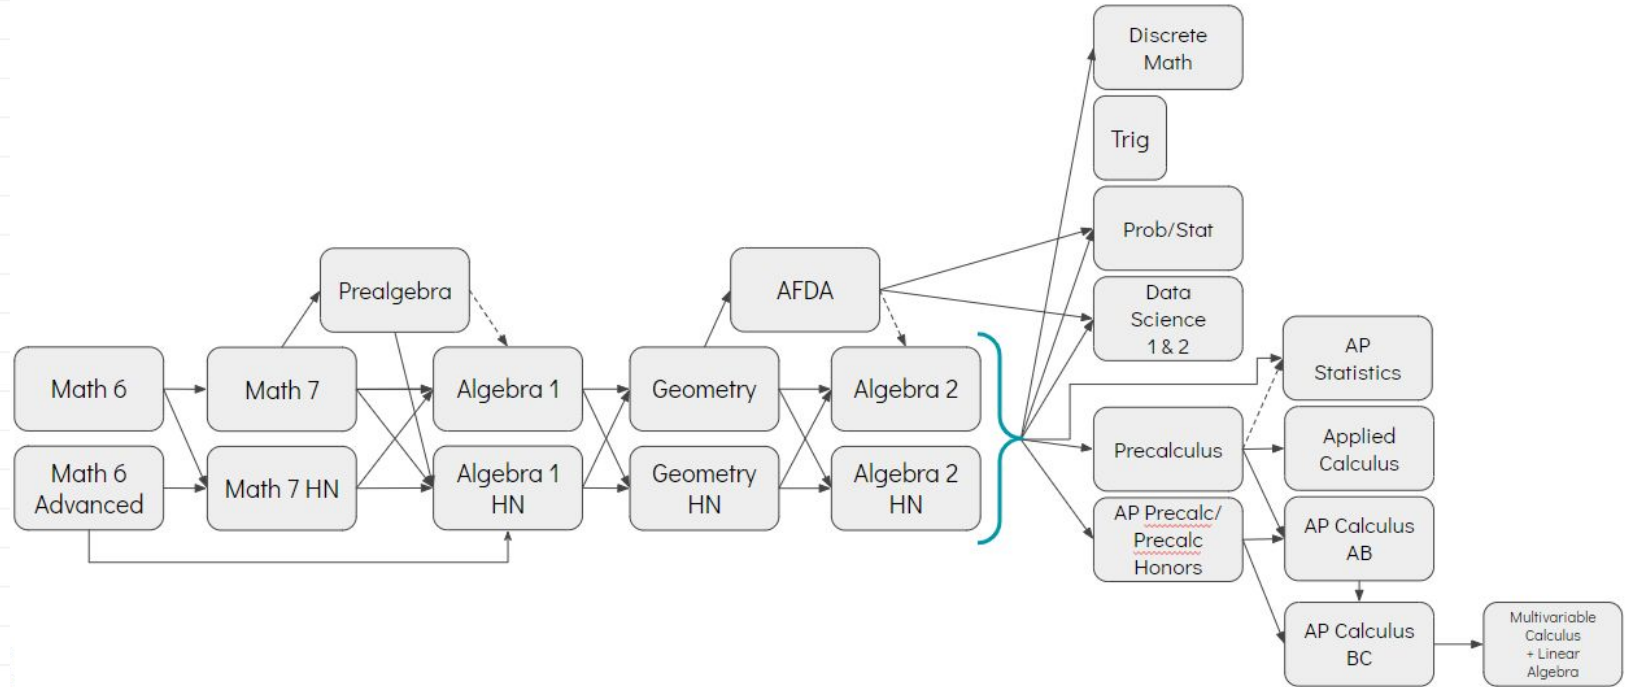 Discrete
Math
Trig
Prob/Stat
Data
Science
1 & 2
Prealgebra
AFDA
AP
Statistics
Math 6
Math 7
Algebra 1
Geometry
Algebra 2
Precalculus
Applied
Calculus
Math 6
Advanced
Math 7 HN
Algebra 1
HN
Geometry
HN
Algebra 2
HN
AP Precalc/
Precalc
Honors
AP Calculus
AB
AP Calculus
BC
Multivariable
Calculus
+ Linear
Algebra